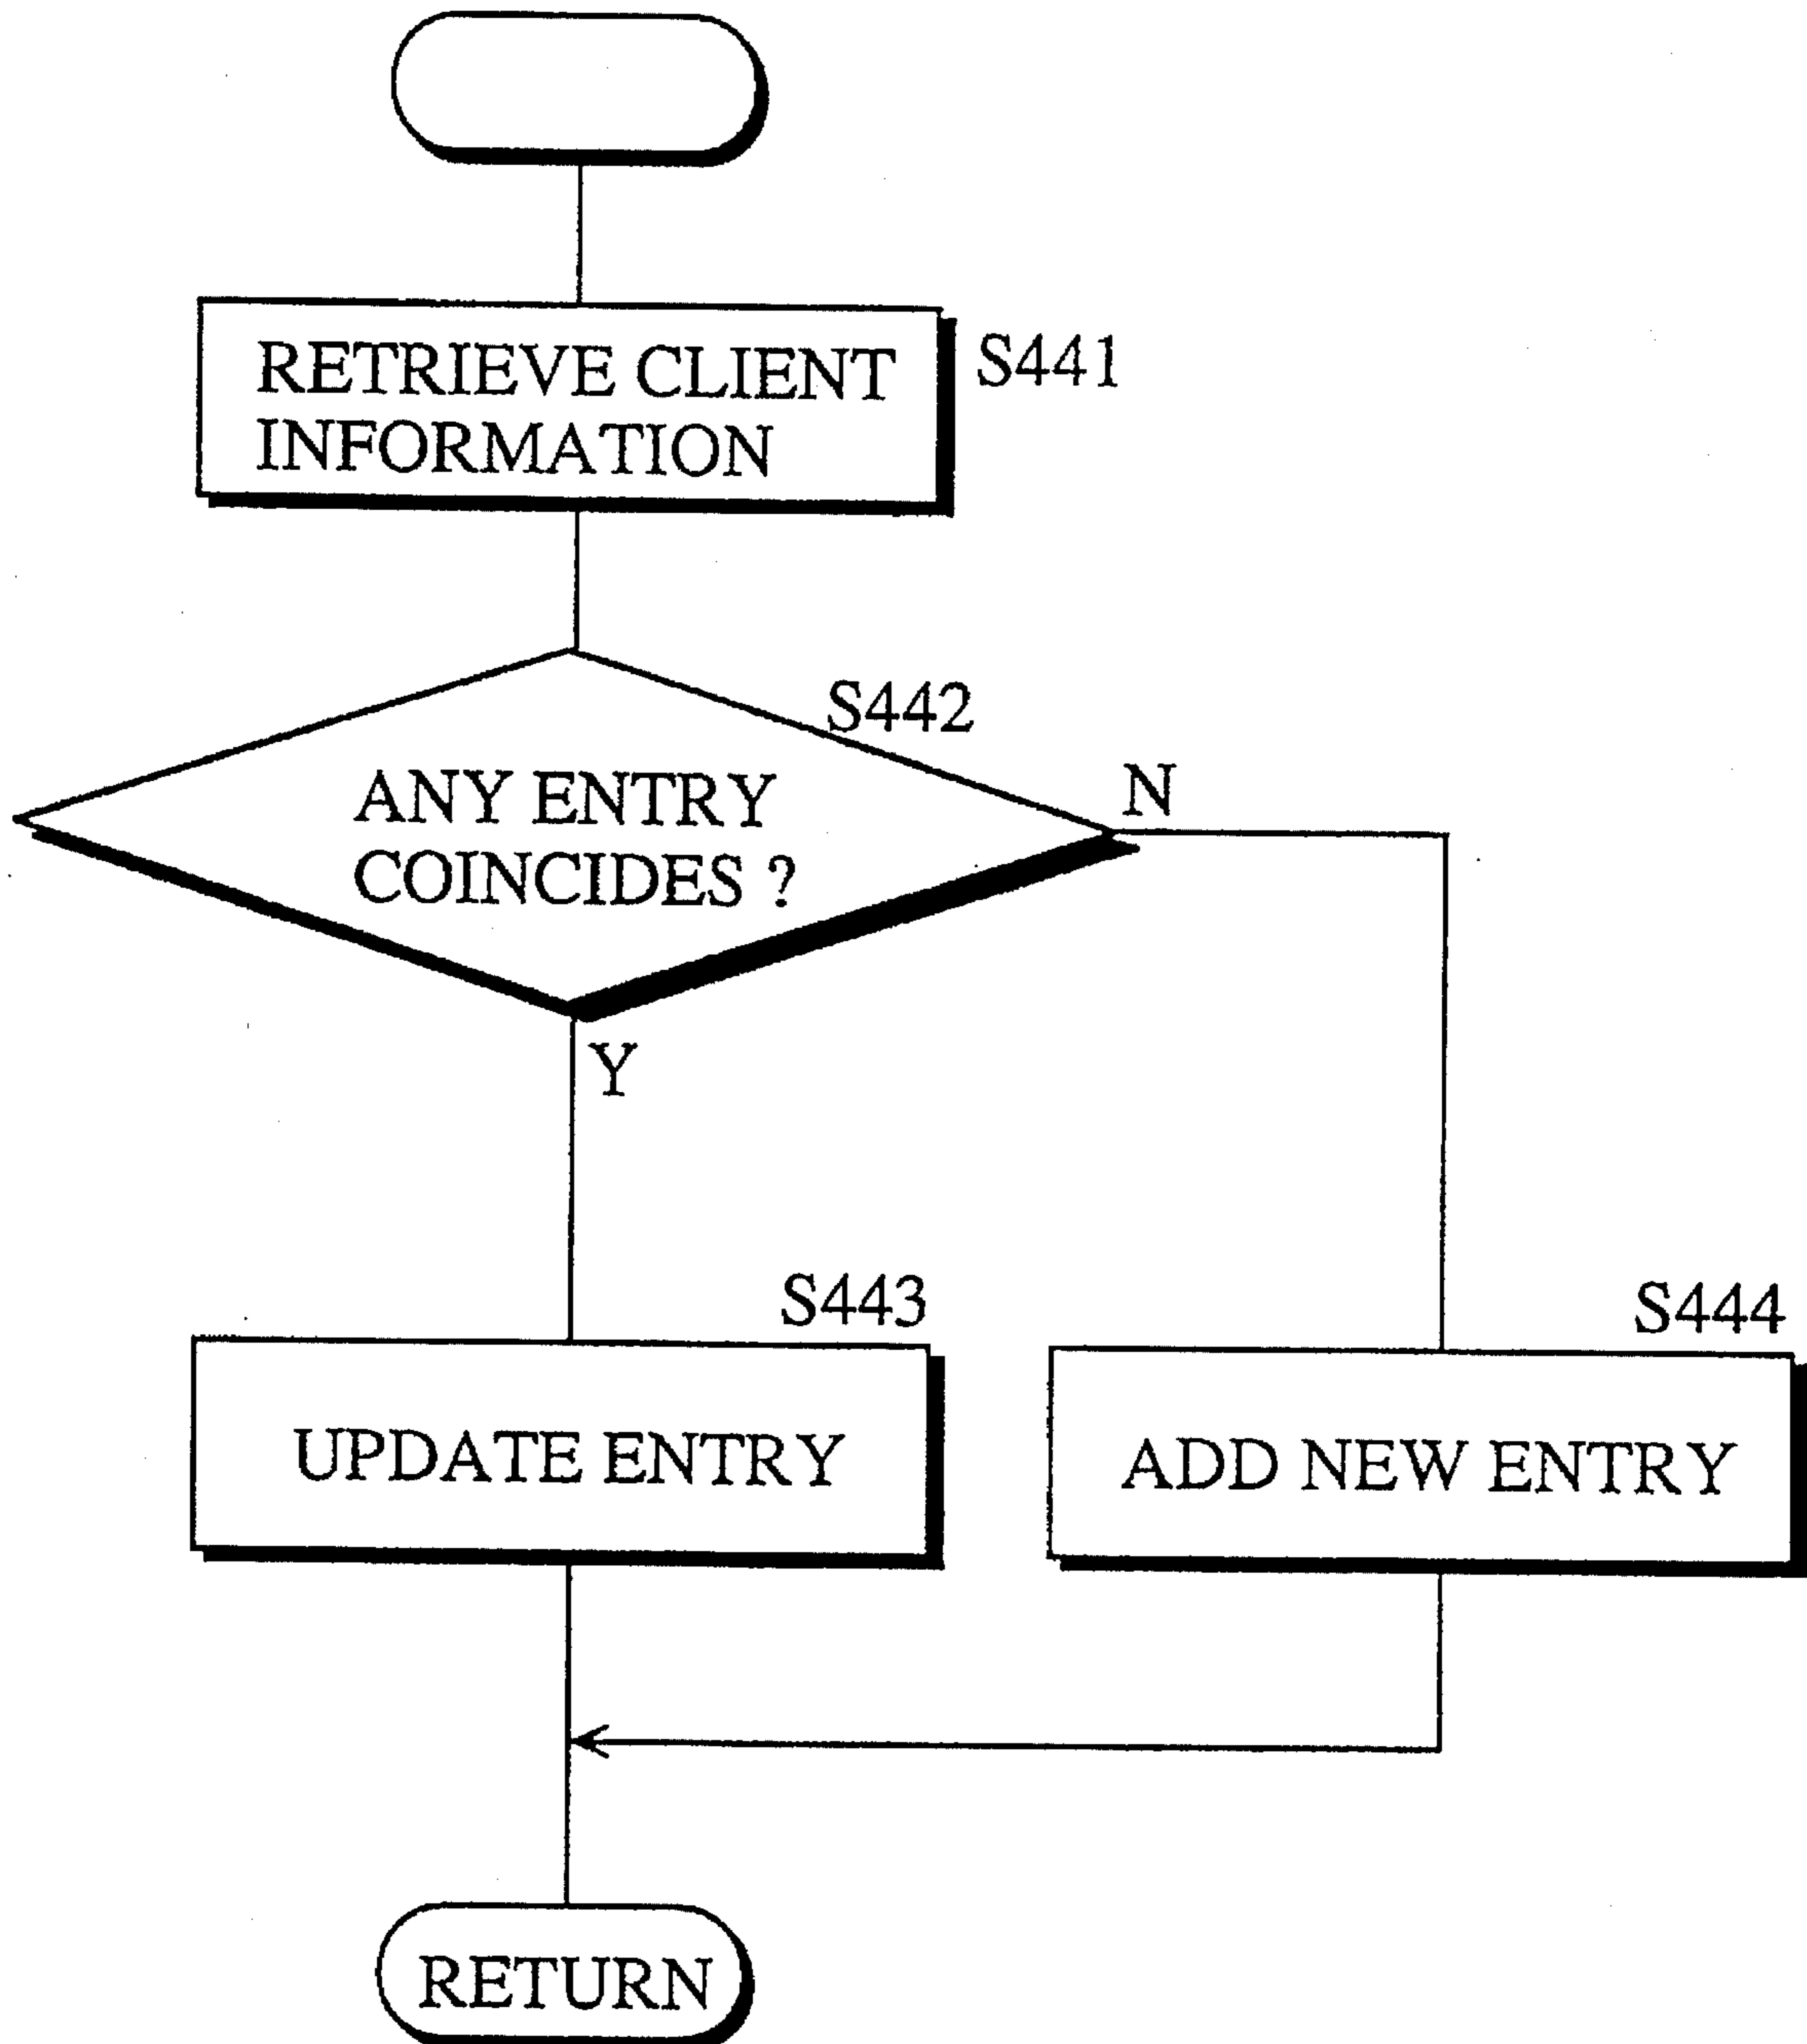 RETRIEVE CLIENT
INFORMATION
S441
S442
ANY ENTRY
COINCIDES ?
N
Y
S443
UPDATE ENTRY
S444
ADD NEW ENTRY
RETURN